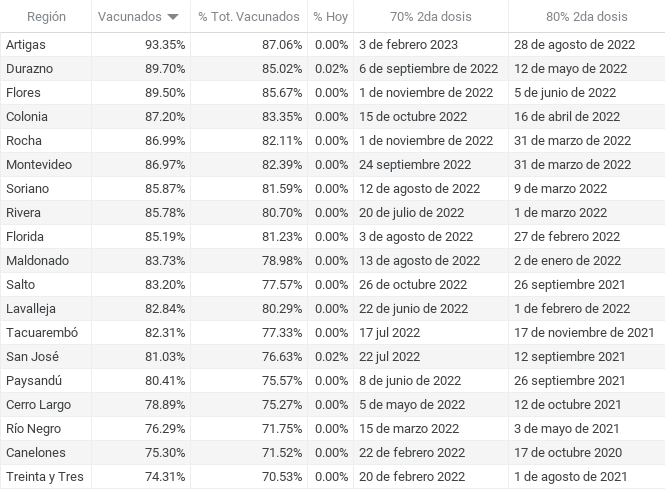 Región Vacunados % Tot. Vacunados % Hoy 70% 2da dosis 80% 2da dosis
Artigas 93.35% 87.06% 0.00% 3 de febrero 2023 28 de agosto de 2022
Durazno 89.70% 85.02% 0.02% 6 de septiembre de 2022 12 de mayo de 2022
Flores 89.50% 85.67% 0.00% 1 de noviembre de 2022 5 de junio de 2022
Colonia 87.20% 83.35% 0.00% 15 de octubre 2022 16 de abril de 2022
Rocha 86.99% 82.11% 0.00% 1 de noviembre de 2022 31 de marzo de 2022
Montevideo 86.97% 82.39% 0.00% 24 septiembre 2022 31 de marzo de 2022
Soriano 85.87% 81.59% 0.00% 12 de agosto de 2022 9 de marzo 2022
Rivera 85.78% 80.70% 0.00% 20 de julio de 2022 1 de marzo 2022
Florida 85.19% 81.23% 0.00% 3 de agosto de 2022 27 de febrero 2022
Maldonado 83.73% 78.98% 0.00% 13 de agosto de 2022 2 de enero de 2022
Salto 83.20% 77.57% 0.00% 26 de octubre de 2022 26 septiembre 2021
Lavalleja 82.84% 80.29% 0.00% 22 de junio de 2022 1 de febrero de 2022
Tacuarembó 82.31% 77.33% 0.00% 17 jul 2022 17 de noviembre de 2021
San José 81.03% 76.63% 0.02% 22 jul 2022 12 septiembre 2021
Paysandú 80.41% 75.57% 0.00% 8 de junio de 2022 26 septiembre 2021
Cerro Largo 78.89% 75.27% 0.00% 5 de mayo de 2022 12 de octubre 2021
Río Negro 76.29% 71.75% 0.00% 15 de marzo 2022 3 de mayo de 2021
Canelones 75.30% 71.52% 0.00% 22 de febrero 2022 17 de octubre 2020
Treinta y Tres 74.31% 70.53% 0.00% 20 de febrero 2022 1 de agosto de 2021